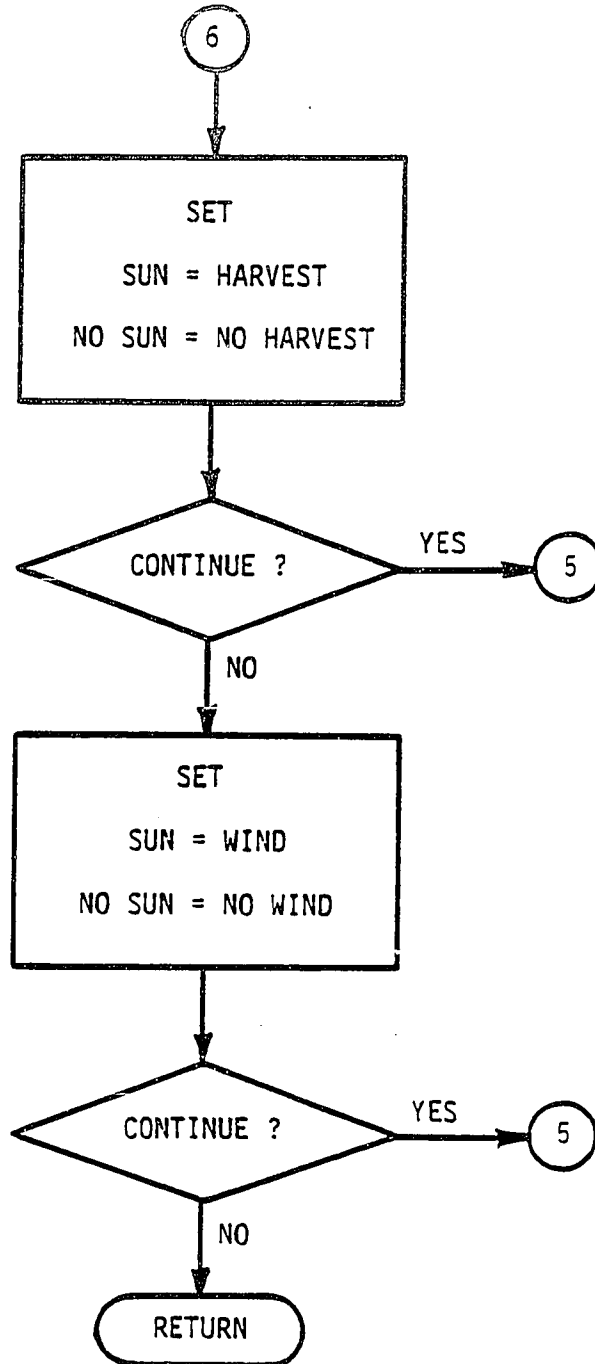 6
SET
SUN = HARVEST
NO SUN = NO HARVEST
CONTINUE ?
YES
5
NO
SET
SUN = WIND
NO SUN = NO WIND
CONTINUE ?
YES
5
NO
RETURN